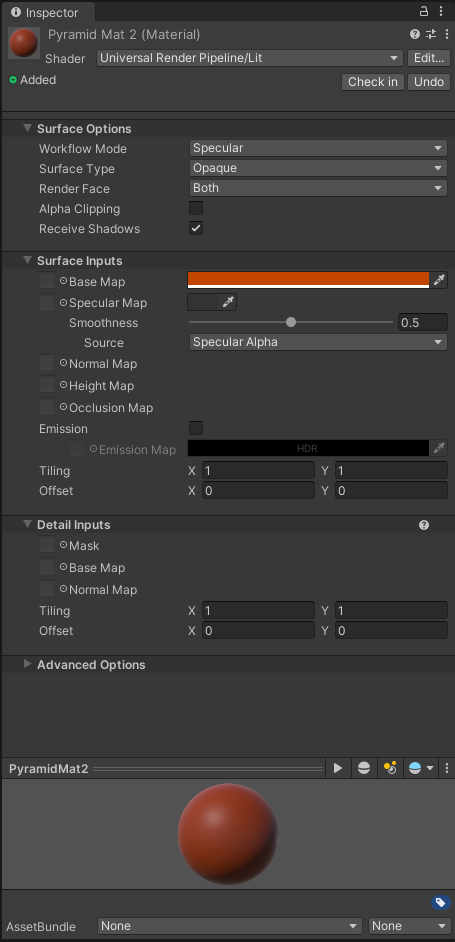 Inspector
Pyramid Mat 2 (Material)
Shader Universal Render Pipeline/Lit Edit...
Added Check in Undo
Surface Options
Workflow Mode Specular
Surface Type Opaque
Render Face Both
Alpha Clipping
Receive Shadows
Surface Inputs
Base Map
Specular Map
Smoothness 0.5
Source Specular Alpha
Normal Map
Height Map
Occlusion Map
Emission
Emission Map HDR
Tiling X 1 Y 1
Offset X 0 Y 0
Detail Inputs
Mask
Base Map
Normal Map
Tiling X 1 Y 1
Offset X 0 Y 0
Advanced Options
PyramidMat2
AssetBundle None None